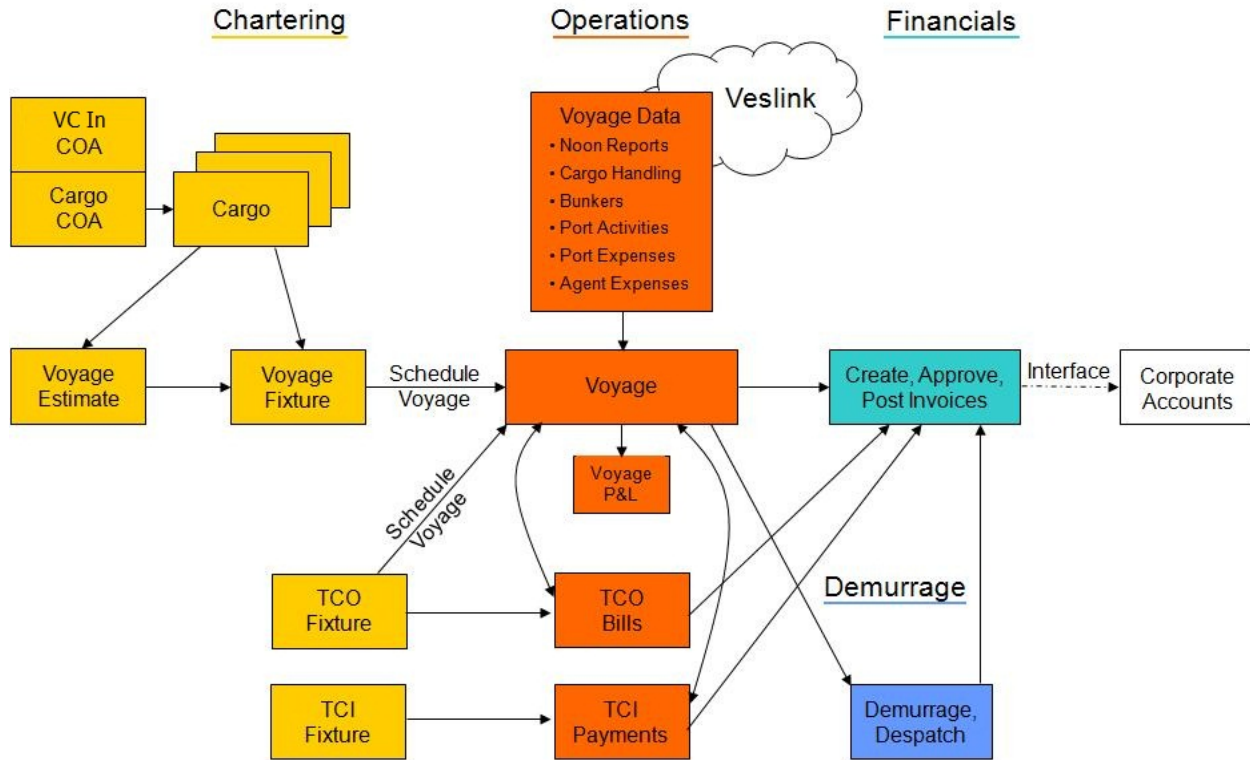 Chartering
Operations
Financials
Veslink
VC In
COA
Cargo
COA
Cargo
Voyage Data
• Noon Reports
• Cargo Handling
• Bunkers
• Port Activities
• Port Expenses
• Agent Expenses
Voyage
Estimate
Voyage
Fixture
Schedule
Voyage
Voyage
Create, Approve,
Post Invoices
Interface
Corporate
Accounts
Voyage
P&L
Schedule
Voyage
TCO
Fixture
TCO
Bills
Demurrage
TCI
Fixture
TCI
Payments
Demurrage,
Despatch